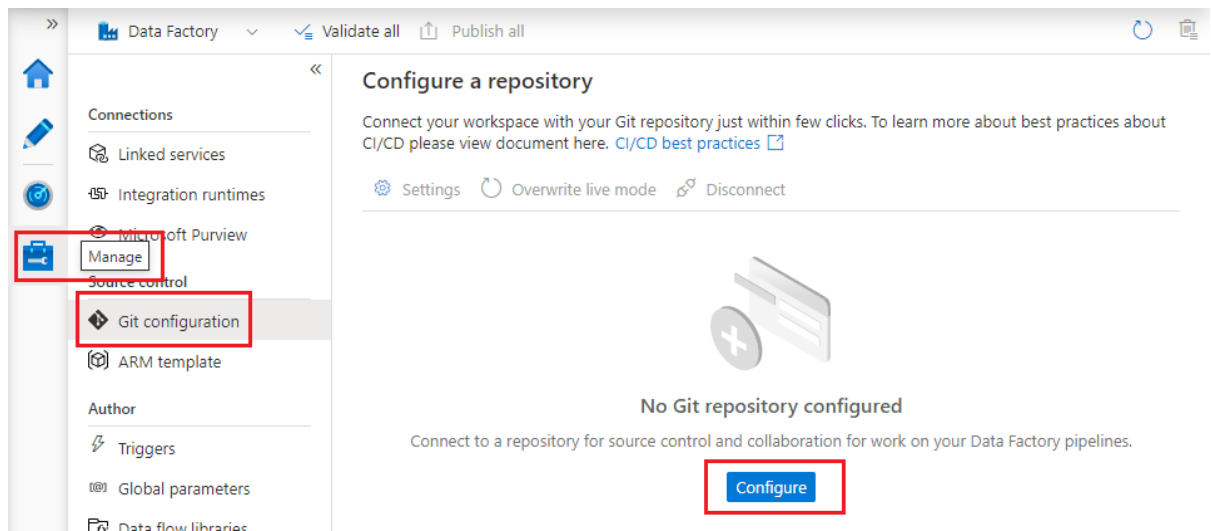 Data Factory
Validate all
Publish all
Connections
Linked services
Integration runtimes
Microsoft Purview
Manage
Source control
Git configuration
ARM template
Author
Triggers
Global parameters
Data flow libraries
Configure a repository
Connect your workspace with your Git repository just within few clicks. To learn more about best practices about
CI/CD please view document here. CI/CD best practices
Settings
Overwrite live mode
Disconnect
No Git repository configured
Connect to a repository for source control and collaboration for work on your Data Factory pipelines.
Configure